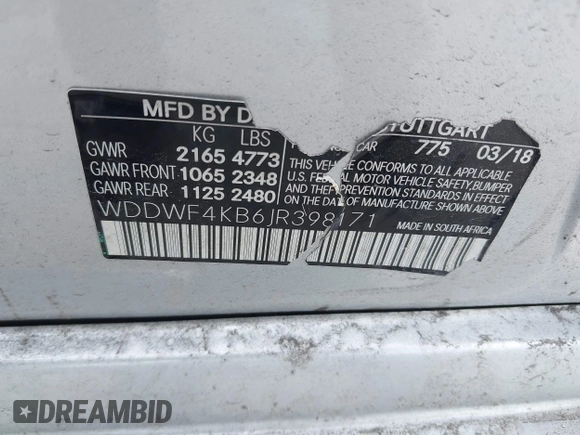 MFD BY D STUTTGART
KG LBS CAR 775 03/18
GVWR 2165 4773
GAWR FRONT 1065 2348
GAWR REAR 1125 2480
THIS VEHICLE CONFORMS TO ALL APPLICABLE
U.S. FEDERAL MOTOR VEHICLE SAFETY, BUMPER
AND THEFT PREVENTION STANDARDS IN EFFECT
ON THE DATE OF MANUFACTURE SHOWN ABOVE.
WDDWF4KB6JR398171
MADE IN SOUTH AFRICA
DREAMBID